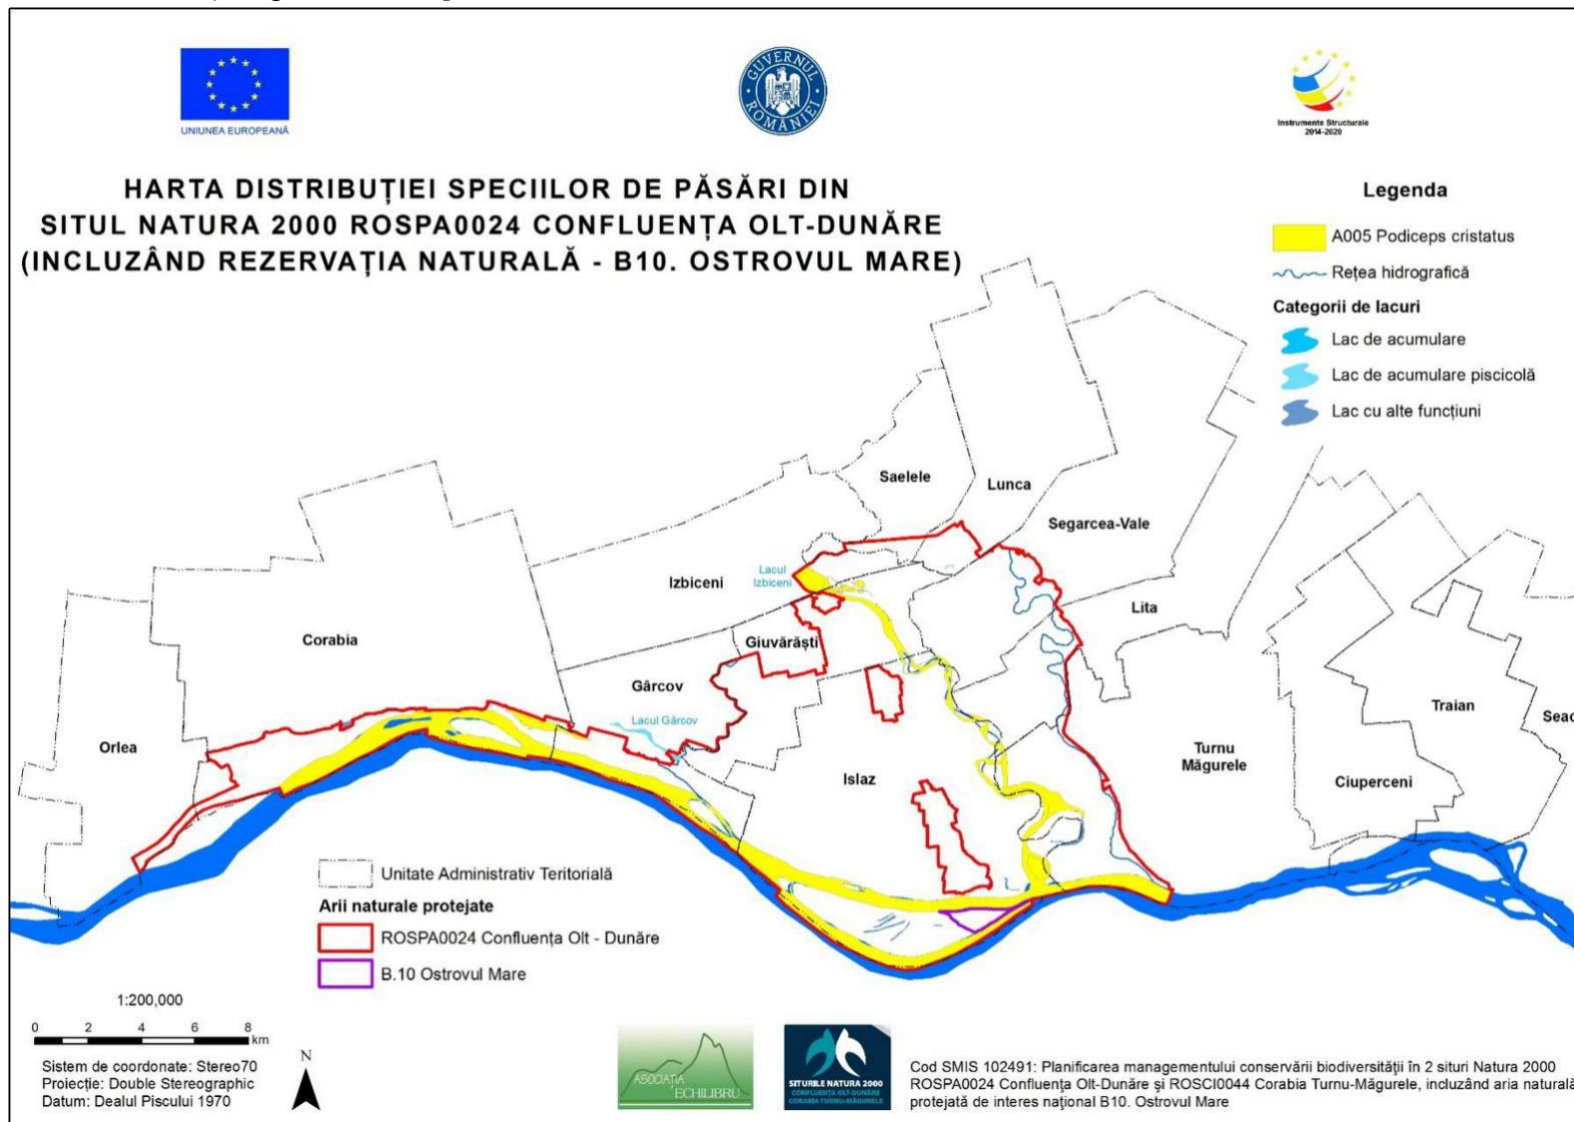 UNIUNEA EUROPEANĂ
GUVERNUL ROMÂNIEI
Instrumente Structurale
2014-2020
HARTA DISTRIBUȚIEI SPECIILOR DE PĂSĂRI DIN
SITUL NATURA 2000 ROSPA0024 CONFLUENȚA OLT-DUNĂRE
(INCLUZÂND REZERVAȚIA NATURALĂ - B10. OSTROVUL MARE)
Legenda
A005 Podiceps cristatus
Rețea hidrografică
Categorii de lacuri
Lac de acumulare
Lac de acumulare piscicolă
Lac cu alte funcțiuni
Saelele
Lunca
Segarcea-Vale
Izbiceni
Lacul
Izbiceni
Lita
Corabia
Giuvărăști
Gârcov
Lacul Gârcov
Orlea
Islaz
Turnu
Măgurele
Traian
Seac
Ciuperceni
Unitate Administrativ Teritorială
Arii naturale protejate
ROSPA0024 Confluența Olt - Dunăre
B.10 Ostrovul Mare
1:200,000
0 2 4 6 8
km
Sistem de coordonate: Stereo70
Proiecție: Double Stereographic
Datum: Dealul Piscului 1970
N
ASOCIAȚIA
ECHILIBRU
SITURILE NATURA 2000
CONFLUENȚA OLT-DUNĂRE
CORABIA TURNU-MĂGURELE
Cod SMIS 102491: Planificarea managementului conservării biodiversității în 2 situri Natura 2000
ROSPA0024 Confluența Olt-Dunăre și ROSCI0044 Corabia Turnu-Măgurele, incluzând aria naturală
protejată de interes național B10. Ostrovul Mare